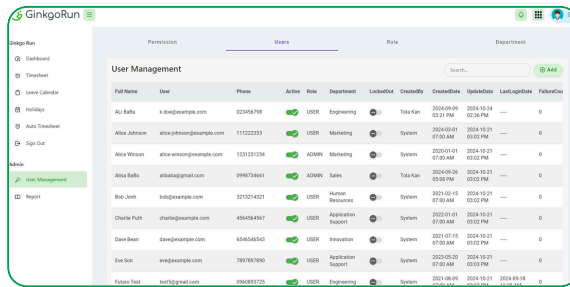 GinkgoRun
Ginkgo Run
Dashboard
Timesheet
Leave Calendar
Holidays
Auto Timesheet
Sign Out
Admin
User Management
Report
Permission Users Role Department
User Management Search... Add
Full Name User Phone Active Role Department LockedOut CreatedBy CreatedDate UpdateDate LastLoginDate FailureCou
ALi BaBa k.doe@example.com 023456798 USER Engineering Tota Kan 2024-09-09 2024-10-24 ---- 0
03:21 PM 02:36 PM
Alice Johnson alice-johnson@example.com 111222333 USER Marketing System 2024-03-01 2024-10-21 ---- 0
07:00 AM 03:02 PM
Alice Winson alice-winson@example.com 1231231234 ADMIN Marketing System 2020-01-01 2024-10-21 ---- 0
07:00 AM 03:02 PM
Alisa BaBo alibaba@gmail.com 0998734661 ADMIN Sales Tota Kan 2024-09-26 2024-10-21 ---- 0
05:08 PM 03:02 PM
Bob Jonh bob@example.com 3213214321 USER Human Resources System 2021-02-15 2024-10-21 ---- 0
07:00 AM 03:02 PM
Charlie Puth charlie@example.com 4564564567 USER Application Support System 2022-01-01 2024-10-21 ---- 0
07:00 AM 03:02 PM
Dave Bean dave@example.com 6546546543 USER Innovation System 2021-07-15 2024-10-21 ---- 0
07:00 AM 03:02 PM
Eve Son eve@example.com 7897897890 USER Application Support System 2023-05-20 2024-10-21 ---- 0
07:00 AM 03:03 PM
Futaro Test test5@gmail.com 0960893725 USER Engineering System 2021-08-09 2024-10-21 2024-09-18 0